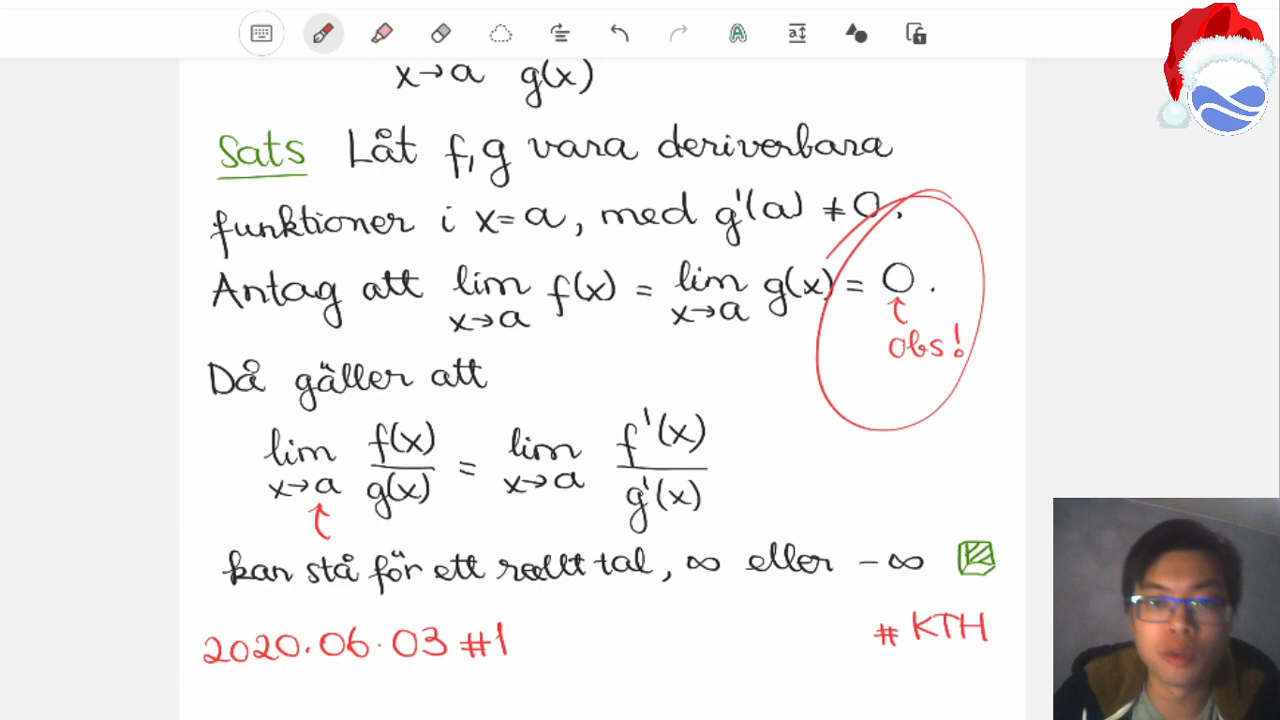 x→a g(x)
Sats Låt f, g vara deriverbara
funktioner i x=a, med g'(a) ≠ 0.
Antag att lim x→a f(x) = lim x→a g(x) = 0.
↑
obs!
Då gäller att
lim x→a f(x)/g(x) = lim x→a f'(x)/g'(x)
↑
kan stå för ett reellt tal, ∞ eller -∞
2020.06.03 #1 # KTH